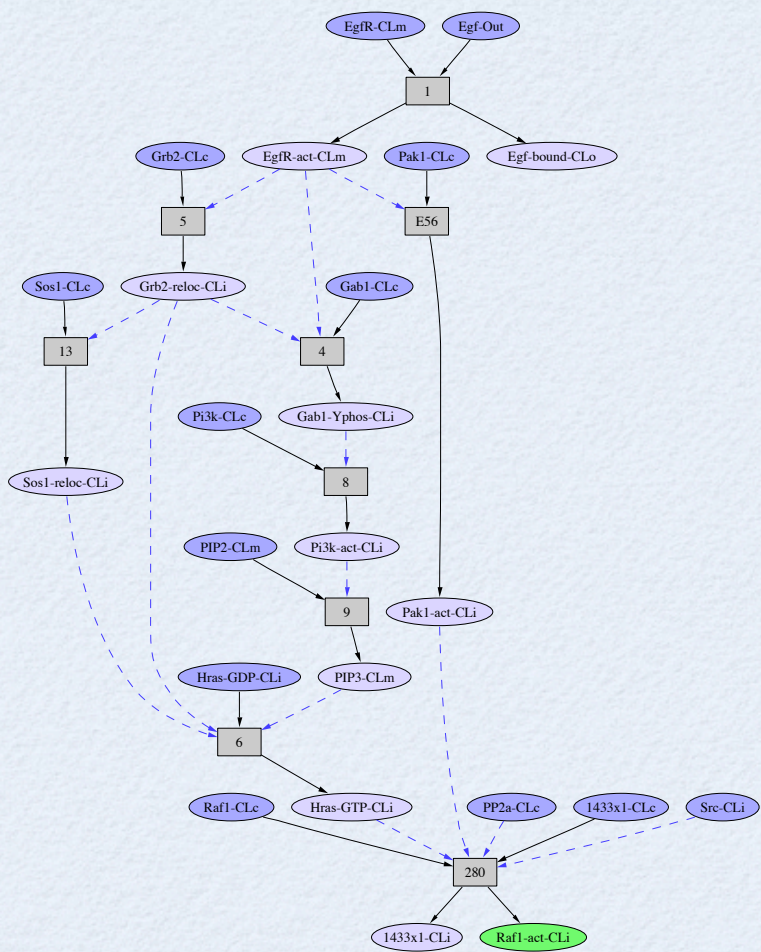 EgfR-CLm
Egf-Out
1
Grb2-CLc
EgfR-act-CLm
Pak1-CLc
Egf-bound-CLo
5
E56
Sos1-CLc
Grb2-reloc-CLi
Gab1-CLc
13
4
Pi3k-CLc
Gab1-Yphos-CLi
Sos1-reloc-CLi
8
PIP2-CLm
Pi3k-act-CLi
9
Pak1-act-CLi
Hras-GDP-CLi
PIP3-CLm
6
Raf1-CLc
Hras-GTP-CLi
PP2a-CLc
1433x1-CLc
Src-CLi
280
1433x1-CLi
Raf1-act-CLi